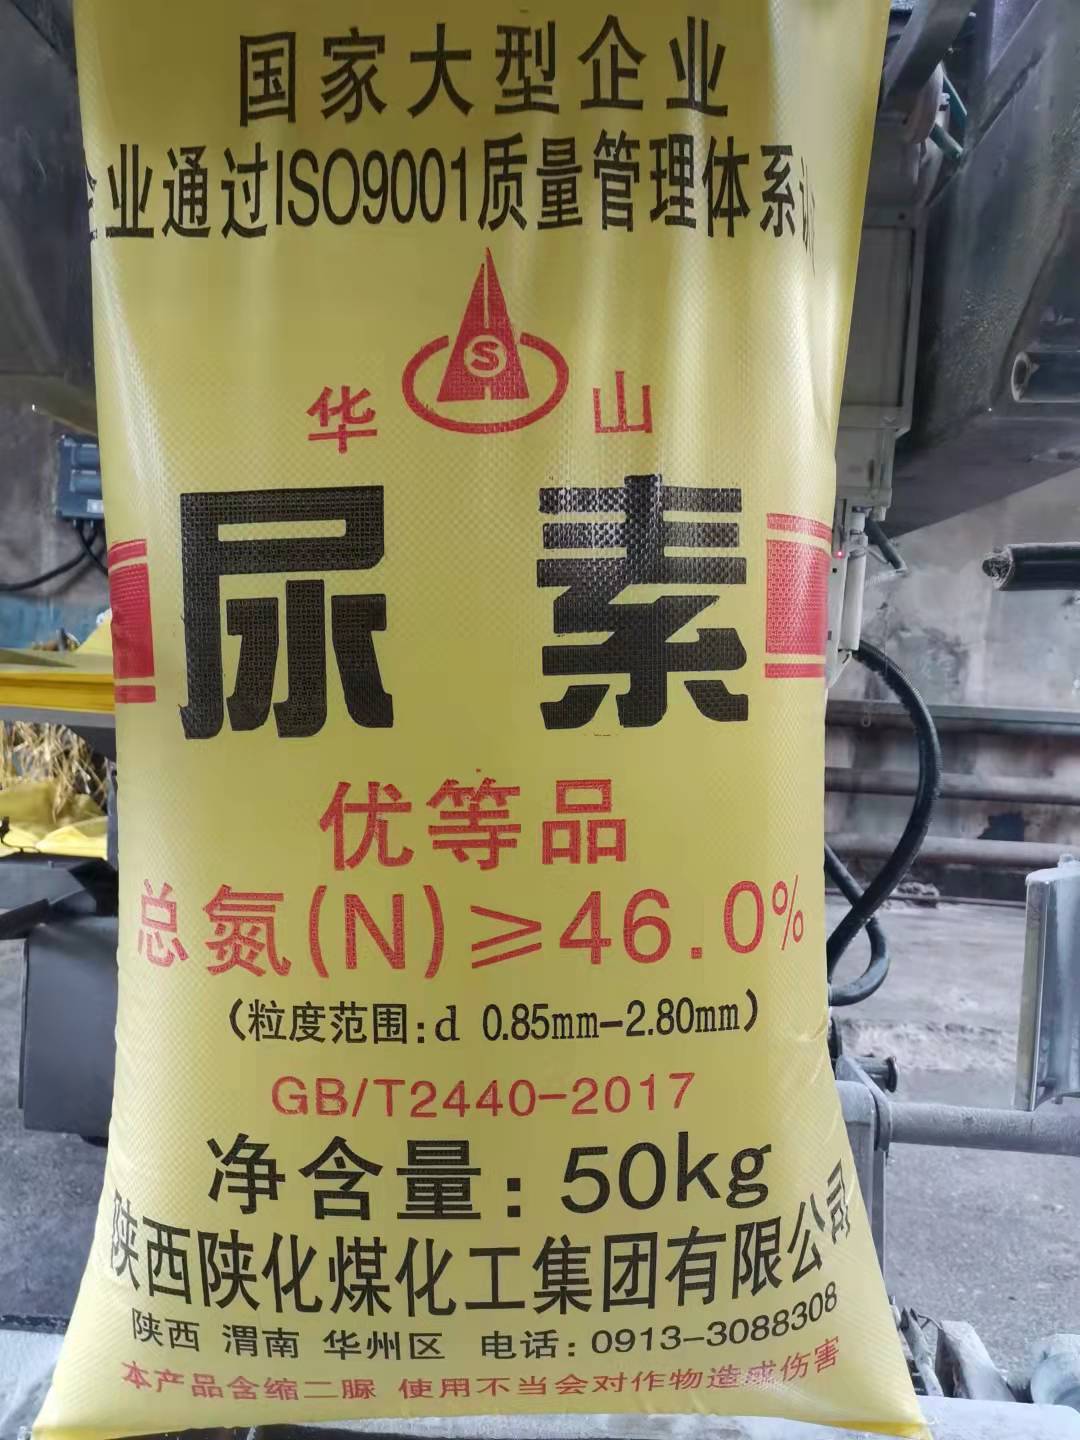 国家大型企业
企业通过ISO9001质量管理体系认
S
华山
尿素
优等品
总氮(N)≥46.0%
(粒度范围:d 0.85mm-2.80mm)
GB/T2440-2017
净含量:50kg
陕西陕化煤化工集团有限公司
陕西 渭南 华州区 电话:0913-3088308
本产品含缩二脲 使用不当会对作物造成伤害